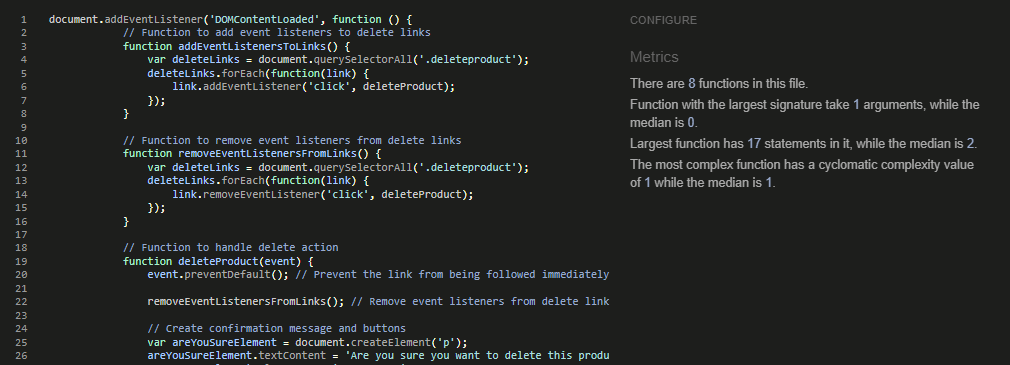 1 document.addEventListener('DOMContentLoaded', function () {
2 // Function to add event listeners to delete links
3 function addEventListenersToLinks() {
4 var deleteLinks = document.querySelectorAll('.deleteproduct');
5 deleteLinks.forEach(function(link) {
6 link.addEventListener('click', deleteProduct);
7 });
8 }
9
10 // Function to remove event listeners from delete links
11 function removeEventListenersFromLinks() {
12 var deleteLinks = document.querySelectorAll('.deleteproduct');
13 deleteLinks.forEach(function(link) {
14 link.removeEventListener('click', deleteProduct);
15 });
16 }
17
18 // Function to handle delete action
19 function deleteProduct(event) {
20 event.preventDefault(); // Prevent the link from being followed immediately
21
22 removeEventListenersFromLinks(); // Remove event listeners from delete link
23
24 // Create confirmation message and buttons
25 var areYouSureElement = document.createElement('p');
26 areYouSureElement.textContent = 'Are you sure you want to delete this produ
CONFIGURE
Metrics
There are 8 functions in this file.
Function with the largest signature take 1 arguments, while the
median is 0.
Largest function has 17 statements in it, while the median is 2.
The most complex function has a cyclomatic complexity value
of 1 while the median is 1.